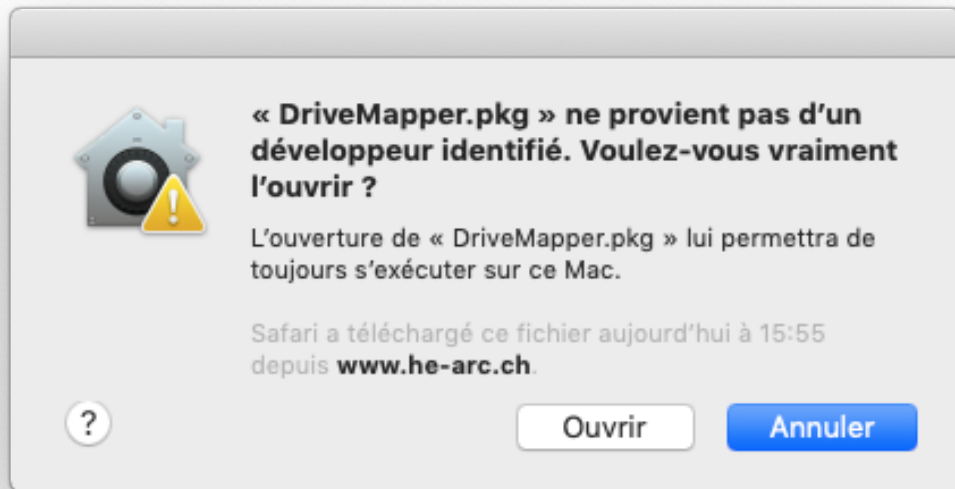 « DriveMapper.pkg » ne provient pas d’un
développeur identifié. Voulez-vous vraiment
l’ouvrir ?
L’ouverture de « DriveMapper.pkg » lui permettra de
toujours s’exécuter sur ce Mac.
Safari a téléchargé ce fichier aujourd’hui à 15:55
depuis www.he-arc.ch.
? Ouvrir Annuler